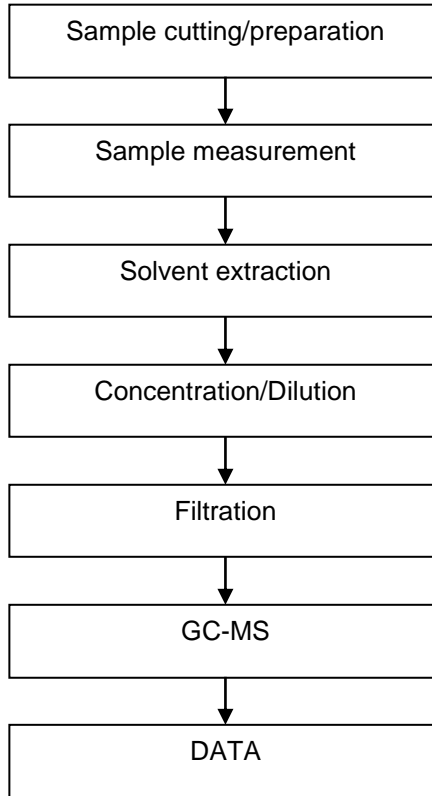 Sample cutting/preparation
Sample measurement
Solvent extraction
Concentration/Dilution
Filtration
GC-MS
DATA